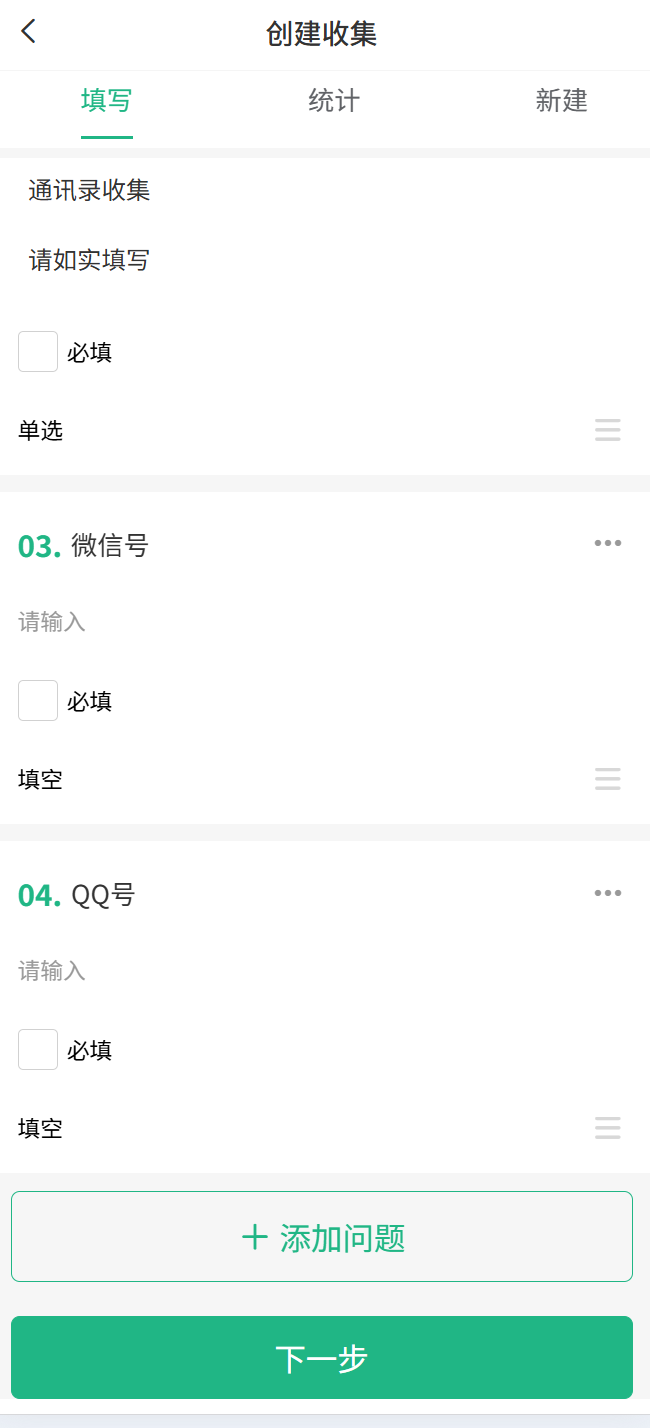 创建收集
填写 统计 新建
通讯录收集
请如实填写
必填
单选
03. 微信号
请输入
必填
填空
04. QQ号
请输入
必填
填空
添加问题
下一步